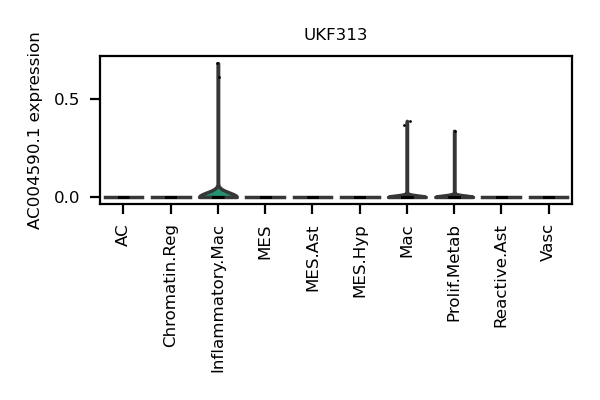 UKF313
AC004590.1 expression
0.5
0.0
AC
Chromatin.Reg
Inflammatory.Mac
MES
MES.Ast
MES.Hyp
Mac
Prolif.Metab
Reactive.Ast
Vasc